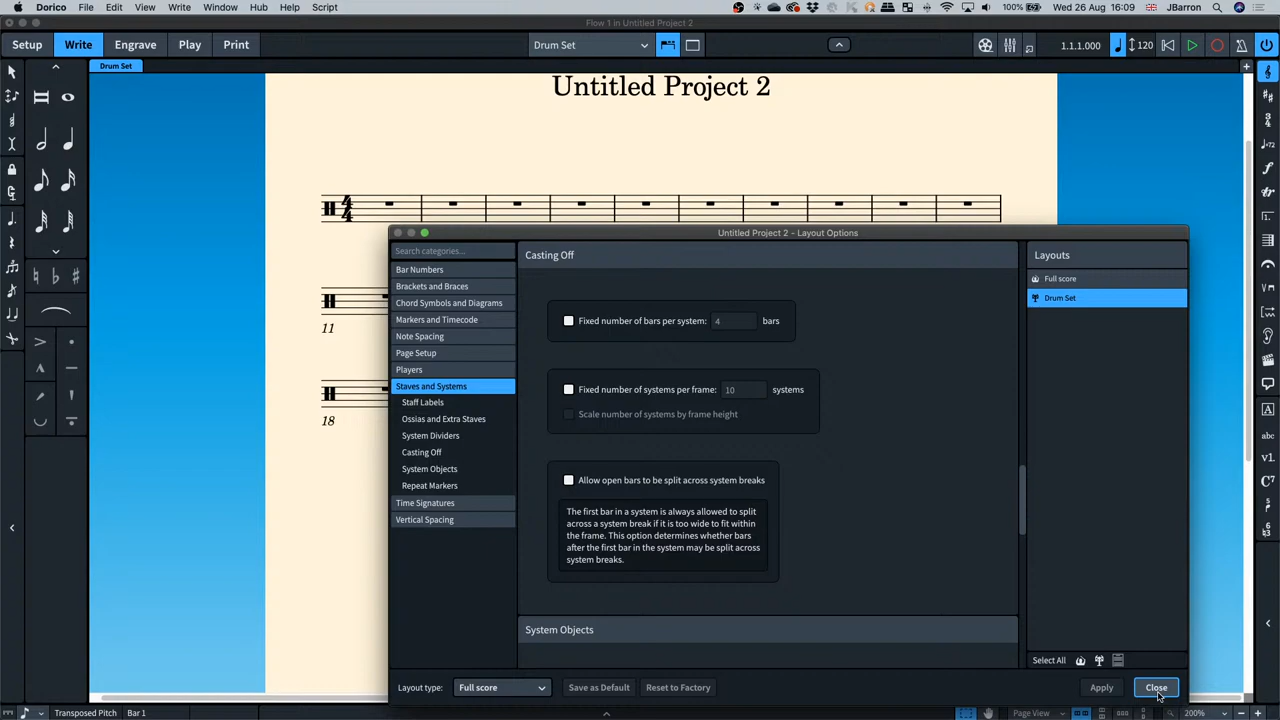 Dorico File Edit Write Window Hub Script 100% Wed 26 Aug 16:09 JBarron
Flow 1 in Untitled Project 2
Setup Write Engrave Play Print Drum Set 1.1.1.000 120
Drum Set
Untitled Project 2
4
4
11
18
Untitled Project 2 - Layout Options
Search categories...
Bar Numbers
Brackets and Braces
Chord Symbols and Diagrams
Markers and Timecode
Note Spacing
Page Setup
Players
Staves and Systems
Staff Labels
Ossias and Extra Staves
System Dividers
Casting Off
System Objects
Repeat Markers
Time Signatures
Vertical Spacing
Casting Off
Fixed number of bars per system: 4 bars
Fixed number of systems per frame: 10 systems
Scale number of systems by frame height
Allow open bars to be split across system breaks
The first bar in a system is always allowed to split
across a system break if it is too wide to fit within
the frame. This option determines whether bars
after the first bar in the system may be split across
system breaks.
System Objects
Layouts
Full score
Drum Set
Select All
Layout type: Full score Save as Default Reset to Factory Apply Close
Transposed Pitch Bar 1 Page View 200%